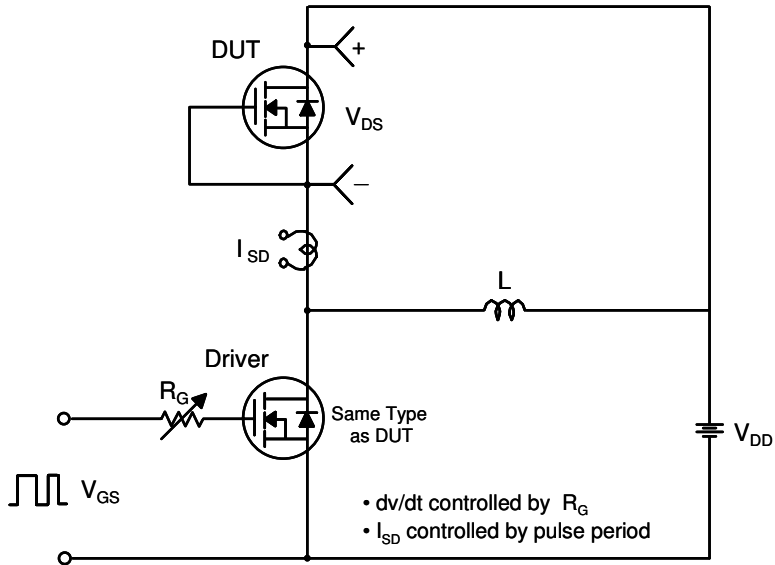 DUT
+
V_DS
−
I_SD
L
Driver
R_G
Same Type
as DUT
V_DD
V_GS
• dv/dt controlled by R_G
• I_SD controlled by pulse period